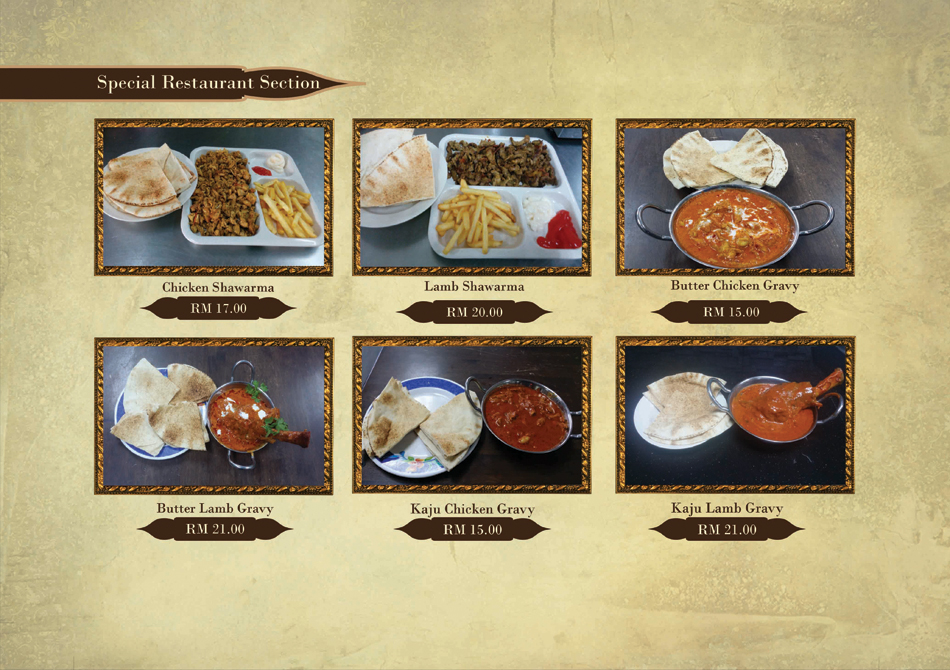 Special Restaurant Section
Chicken Shawarma
RM 17.00
Lamb Shawarma
RM 20.00
Butter Chicken Gravy
RM 15.00
Butter Lamb Gravy
RM 21.00
Kaju Chicken Gravy
RM 15.00
Kaju Lamb Gravy
RM 21.00